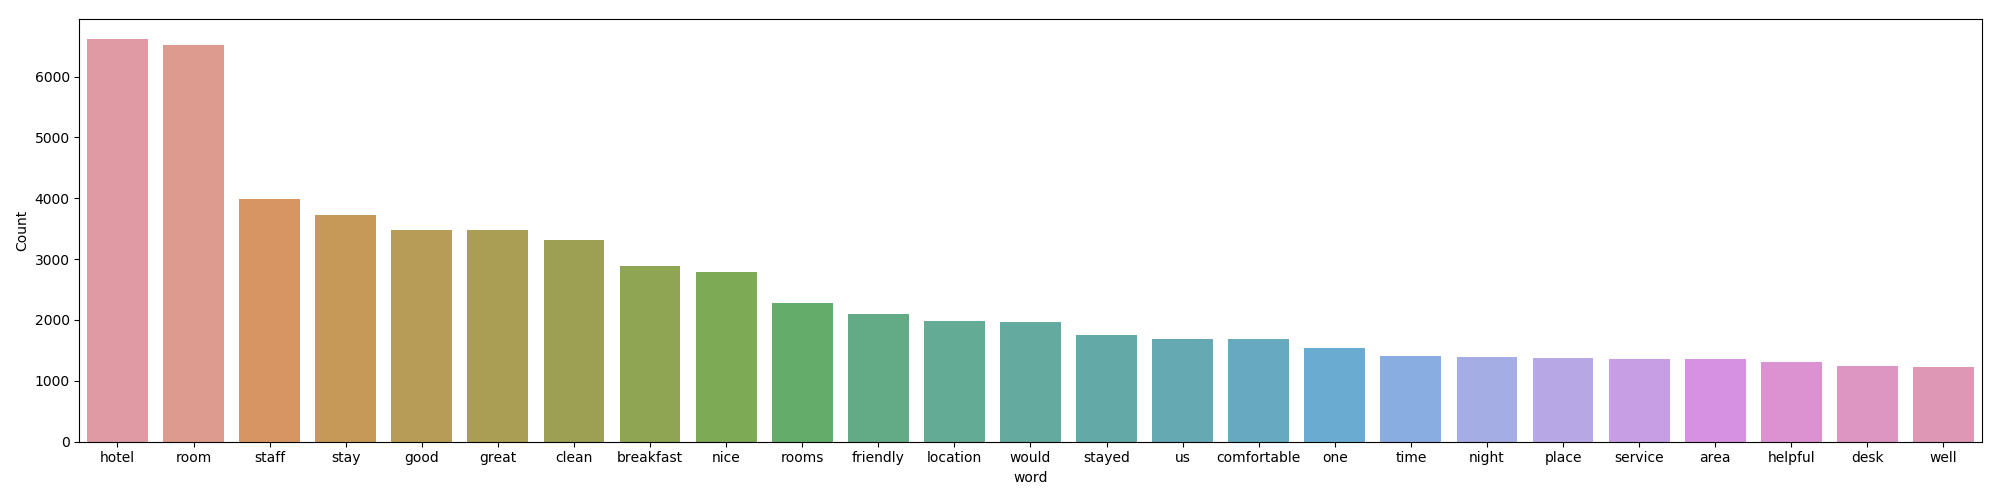 6000
5000
4000
3000
2000
1000
0
Count
hotel room staff stay good great clean breakfast nice rooms friendly location would stayed us comfortable one time night place service area helpful desk well
word